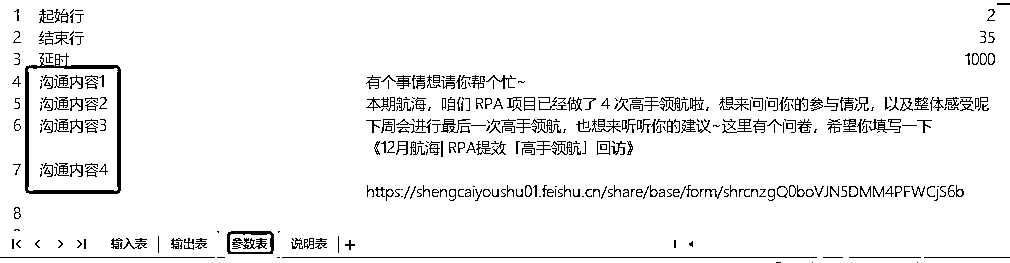 1 起始行 2
2 结束行 35
3 延时 1000
4 沟通内容1 有个事情想请你帮个忙~
5 沟通内容2 本期航海，咱们 RPA 项目已经做了 4 次高手领航啦，想来问问你的参与情况，以及整体感受呢
6 沟通内容3 下周会进行最后一次高手领航，也想来听听你的建议~这里有个问卷，希望你填写一下
《12月航海| RPA提效「高手领航」回访》
7 沟通内容4
https://shengcaiyoushu01.feishu.cn/share/base/form/shrcnzgQ0boVJN5DMM4PFWCjS6b
8
输入表 输出表 参数表 说明表 +